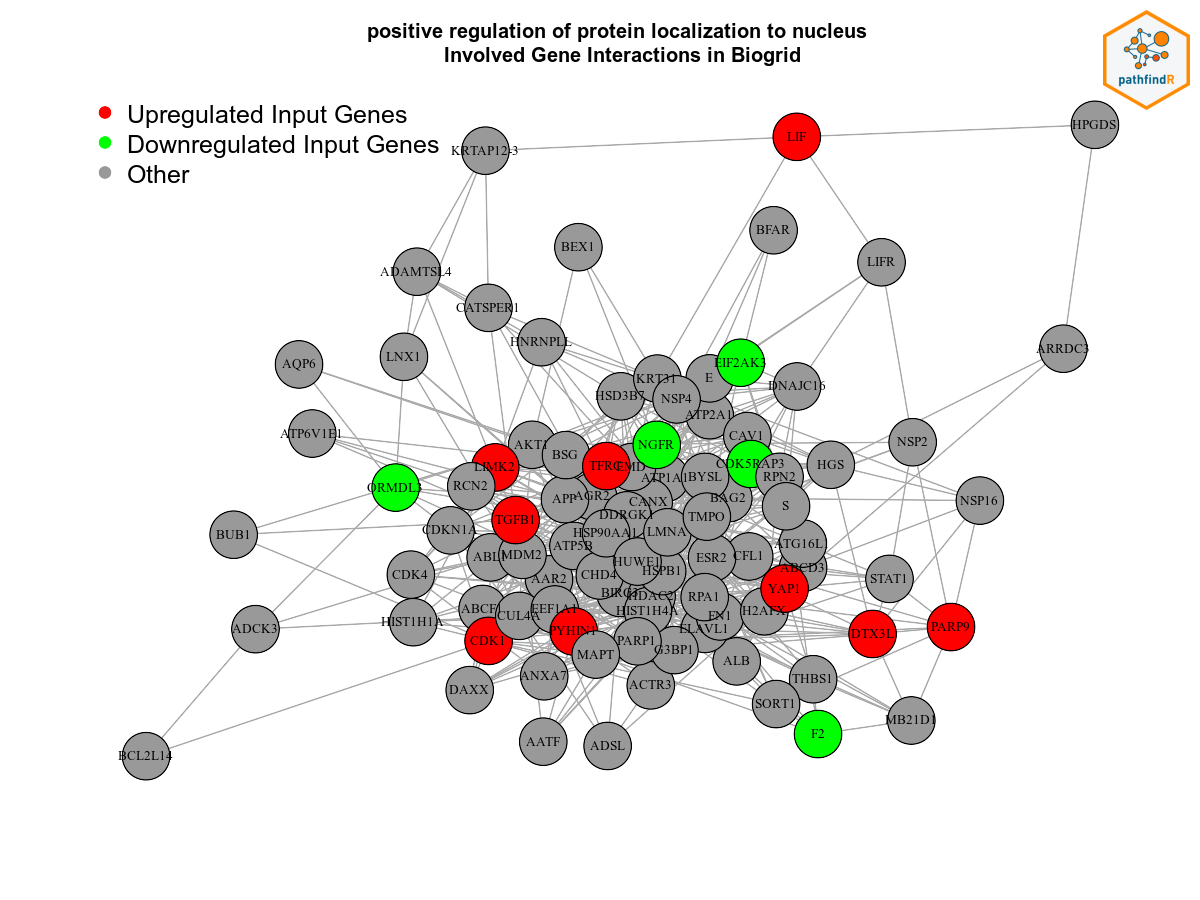 positive regulation of protein localization to nucleus
Involved Gene Interactions in Biogrid
pathfindR
Upregulated Input Genes
Downregulated Input Genes
Other
LIF
HPGDS
KRTAP12-3
BFAR
BEX1
LIFR
ADAMTSL4
CATSPER1
HNRNPLL
ARRDC3
LNX1
AQP6
EIF2AK3
E
KRT31
DNAJC16
HSD3B7
NSP4
ATP2A1
ATP6V1E1
CAV1
NSP2
AKT1
NGFR
BSG
LIMK2
TFRC
EMD
CDK5RAP3
HGS
ATP1A1
BYSL
RPN2
ORMDL3
RCN2
AGR2
APP
CANX
BAG2
NSP16
S
DDRGK1
TMPO
TGFB1
CDKN1A
HSP90AA1
LMNA
BUB1
ATP5B
ATG16L
MDM2
CFL1
ESR2
HUWE1
ABCD3
HSPB1
CDK4
CHD4
AAR2
STAT1
YAP1
HDAC2
RPA1
ABCF1
EEF1A1
HIST1H4A
H2AFX
CUL4A
FN1
HIST1H1A
ADCK3
PYHIN1
ELAVL1
PARP9
DTX3L
CDK1
PARP1
G3BP1
MAPT
ALB
ANXA7
THBS1
ACTR3
DAXX
SORT1
MB21D1
F2
AATF
ADSL
BCL2L14